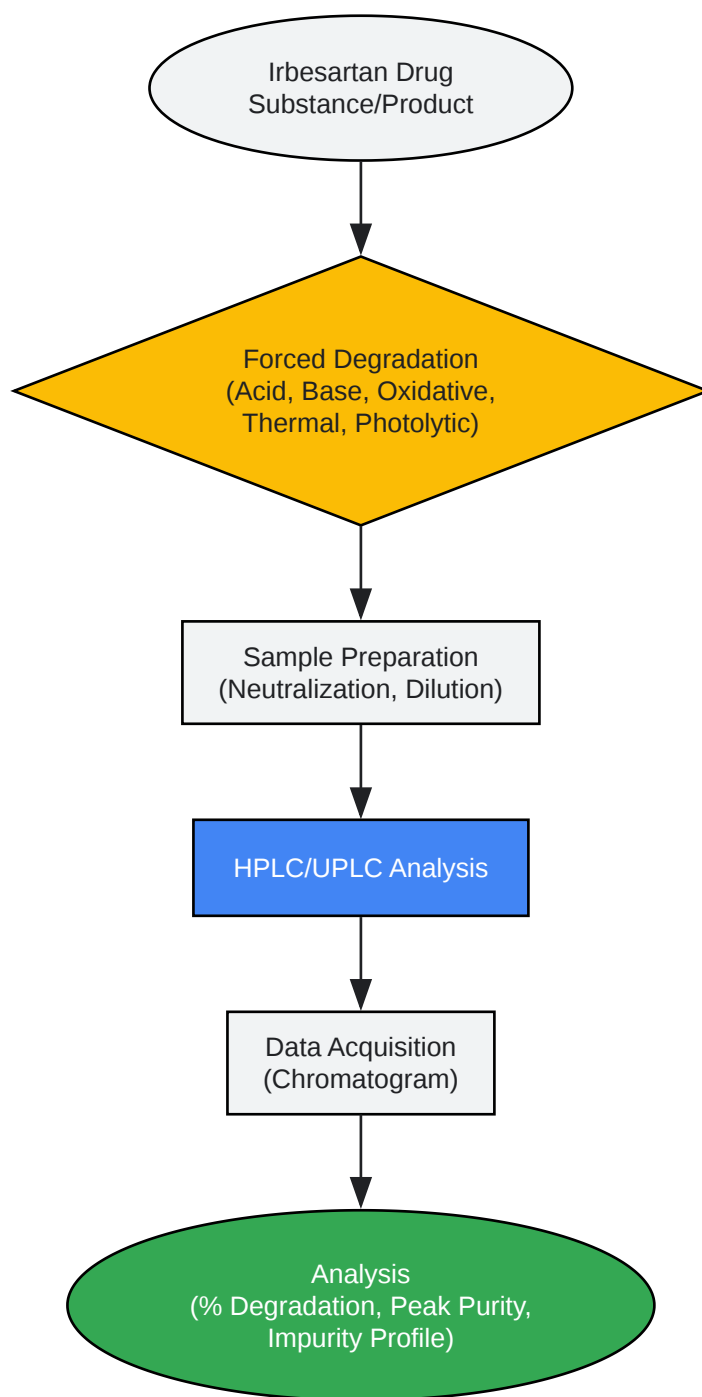 Irbesartan Drug
Substance/Product
Forced Degradation
(Acid, Base, Oxidative,
Thermal, Photolytic)
Sample Preparation
(Neutralization, Dilution)
HPLC/UPLC Analysis
Data Acquisition
(Chromatogram)
Analysis
(% Degradation, Peak Purity,
Impurity Profile)